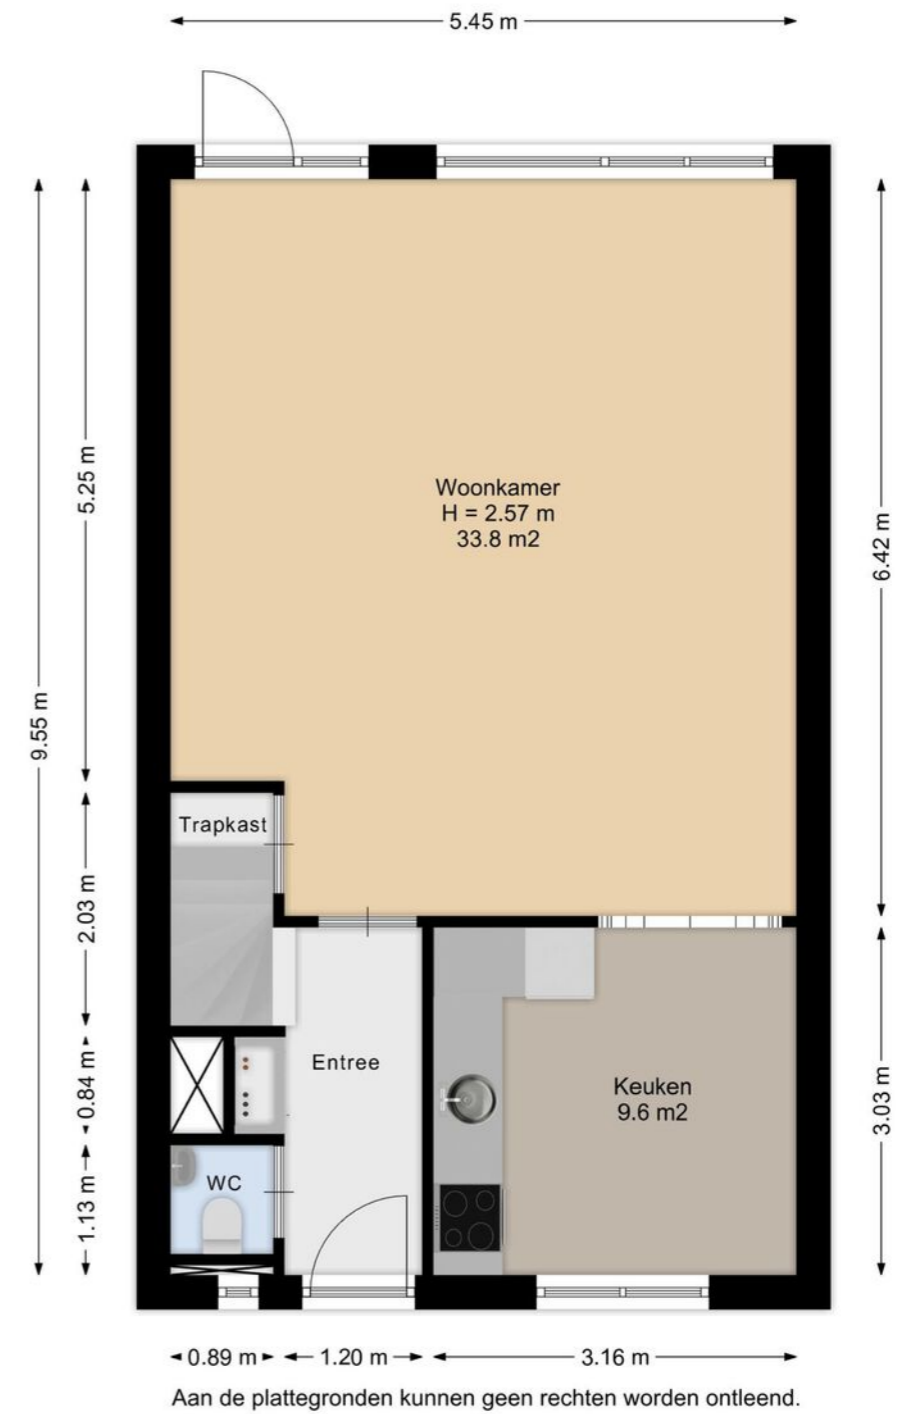 5.45 m
Woonkamer
H = 2.57 m
33.8 m2
5.25 m
9.55 m
6.42 m
Trapkast
2.03 m
Entree
0.84 m
Keuken
9.6 m2
3.03 m
WC
1.13 m
0.89 m
1.20 m
3.16 m
Aan de plattegronden kunnen geen rechten worden ontleend.